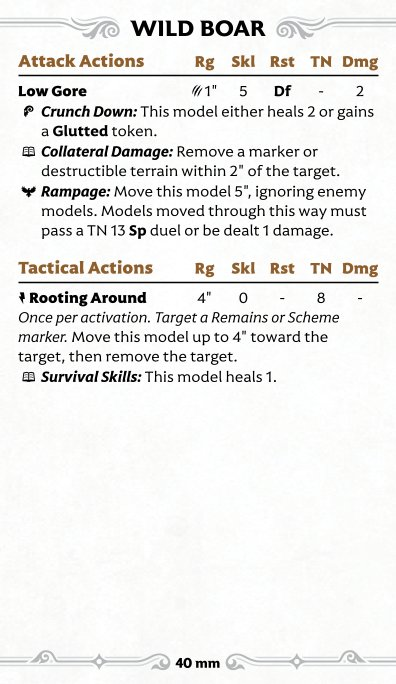 WILD BOAR
Attack Actions Rg Skl Rst TN Dmg
Low Gore 1" 5 Df - 2
Crunch Down: This model either heals 2 or gains
a Glutted token.
Collateral Damage: Remove a marker or
destructible terrain within 2" of the target.
Rampage: Move this model 5", ignoring enemy
models. Models moved through this way must
pass a TN 13 Sp duel or be dealt 1 damage.
Tactical Actions Rg Skl Rst TN Dmg
Rooting Around 4" 0 - 8 -
Once per activation. Target a Remains or Scheme
marker. Move this model up to 4" toward the
target, then remove the target.
Survival Skills: This model heals 1.
40 mm